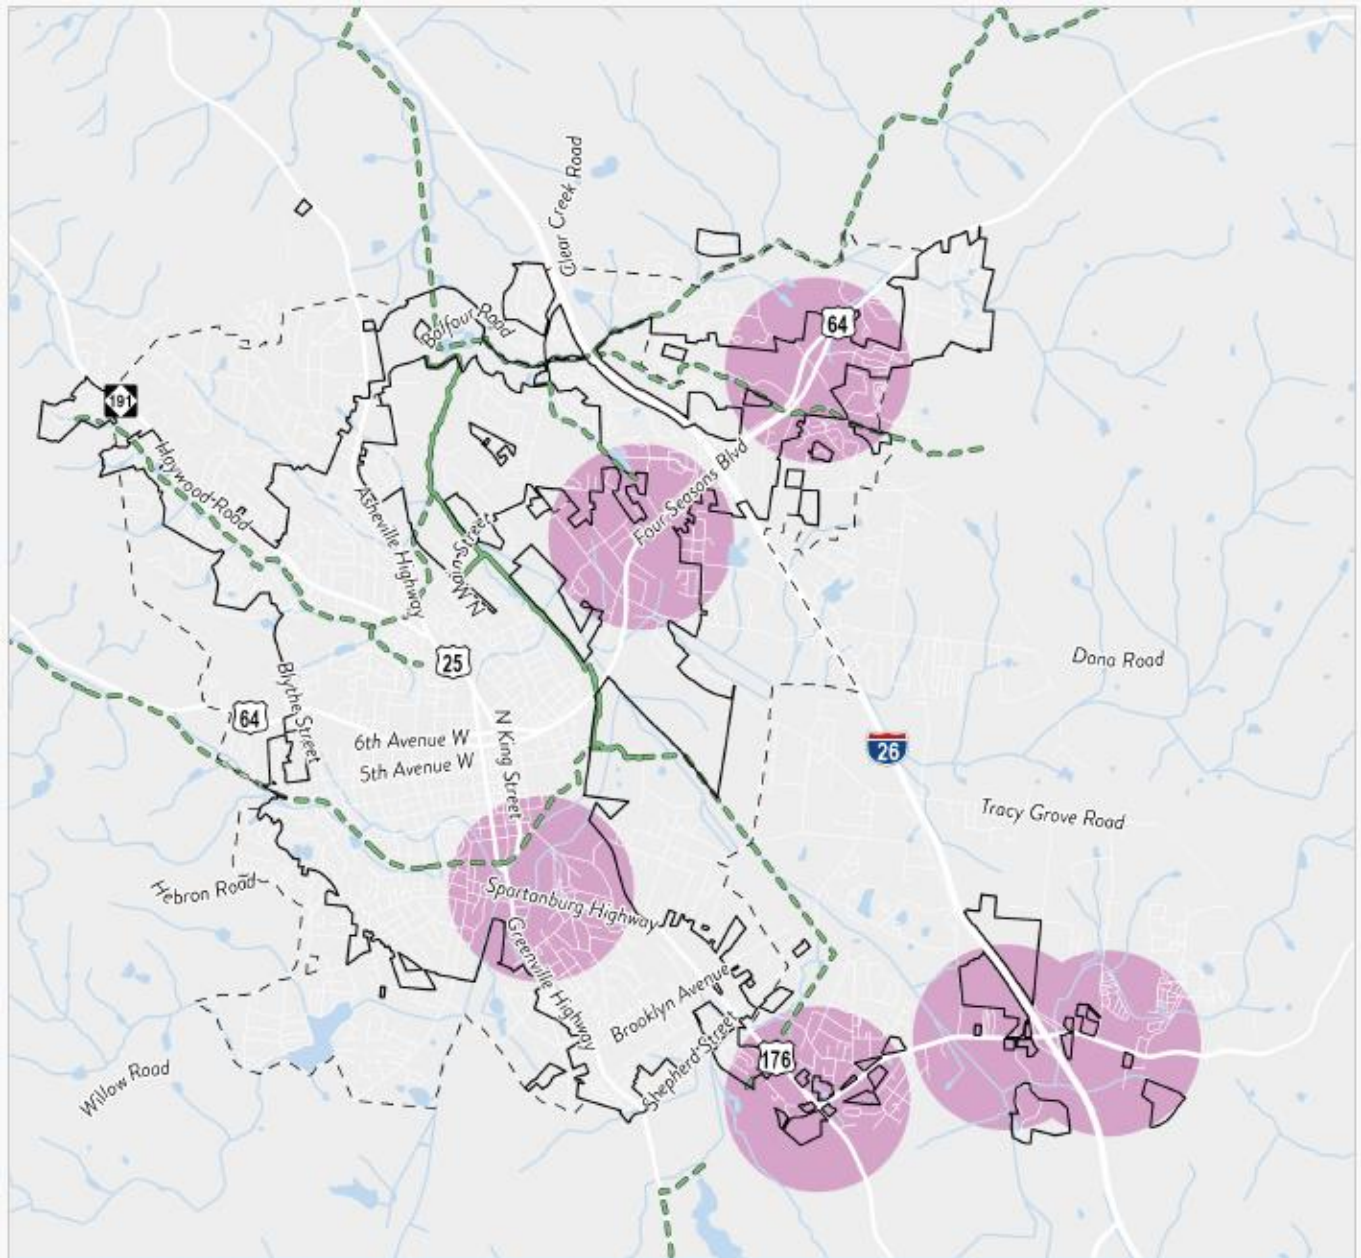 Clear Creek Road
64
Balfour Road
191
Haywood Road
Four Seasons Blvd
Asheville Highway
N Main Street
Dana Road
25
Blythe Street
64
N King Street
6th Avenue W
5th Avenue W
26
Tracy Grove Road
Hebron Road
Spartanburg Highway
Greenville Highway
Brooklyn Avenue
Shepherd Street
176
Willow Road